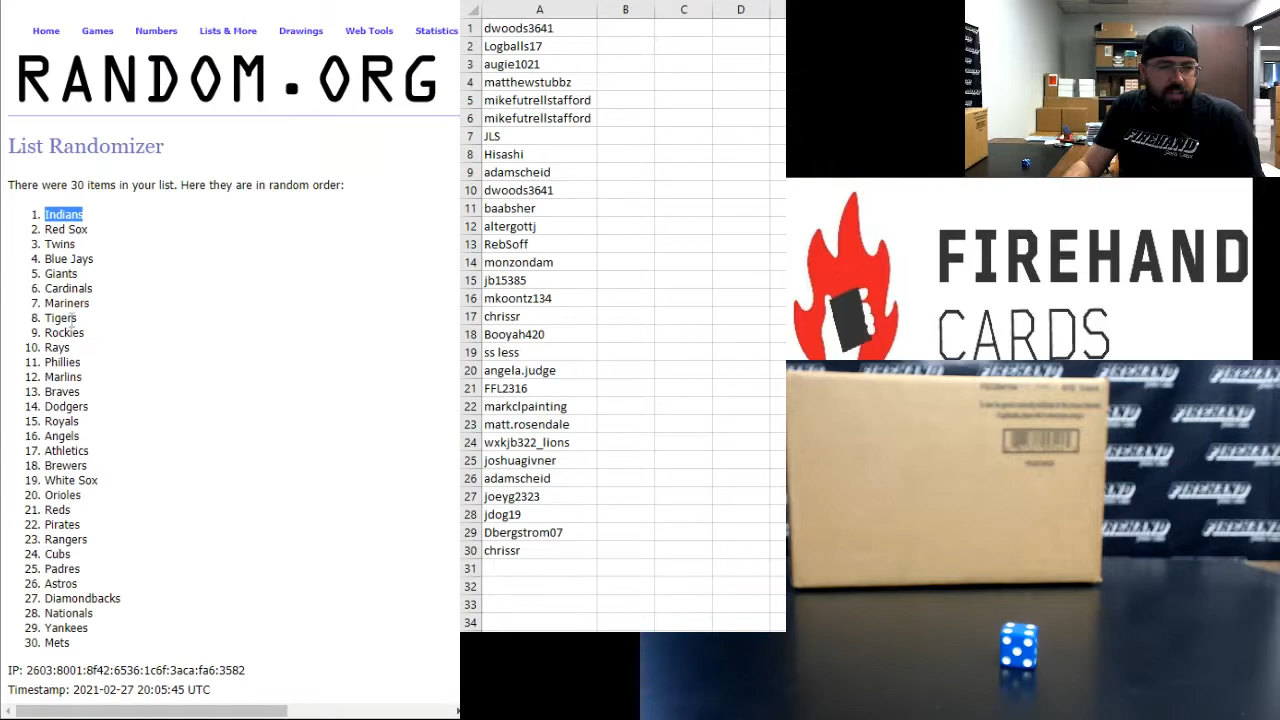 Home Games Numbers Lists & More Drawings Web Tools Statistics
RANDOM.ORG
List Randomizer
There were 30 items in your list. Here they are in random order:
1. Indians
2. Red Sox
3. Twins
4. Blue Jays
5. Giants
6. Cardinals
7. Mariners
8. Tigers
9. Rockies
10. Rays
11. Phillies
12. Marlins
13. Braves
14. Dodgers
15. Royals
16. Angels
17. Athletics
18. Brewers
19. White Sox
20. Orioles
21. Reds
22. Pirates
23. Rangers
24. Cubs
25. Padres
26. Astros
27. Diamondbacks
28. Nationals
29. Yankees
30. Mets
IP: 2603:8001:8f42:6536:1c6f:3aca:fa6:3582
Timestamp: 2021-02-27 20:05:45 UTC
A B C D
1 dwoods3641
2 Logballs17
3 augie1021
4 matthewstubbz
5 mikefutrellstafford
6 mikefutrellstafford
7 JLS
8 Hisashi
9 adamscheid
10 dwoods3641
11 baabsher
12 altergottj
13 RebSoff
14 monzondam
15 jb15385
16 mkoontz134
17 chrissr
18 Booyah420
19 ss less
20 angela.judge
21 FFL2316
22 markclpainting
23 matt.rosendale
24 wxkjb322_lions
25 joshuagivner
26 adamscheid
27 joeyg2323
28 jdog19
29 Dbergstrom07
30 chrissr
31
32
33
34
FIREHAND
FIREHAND
CARDS
FIREHAND
FIREHAND
FIREHAND
FIREHAND